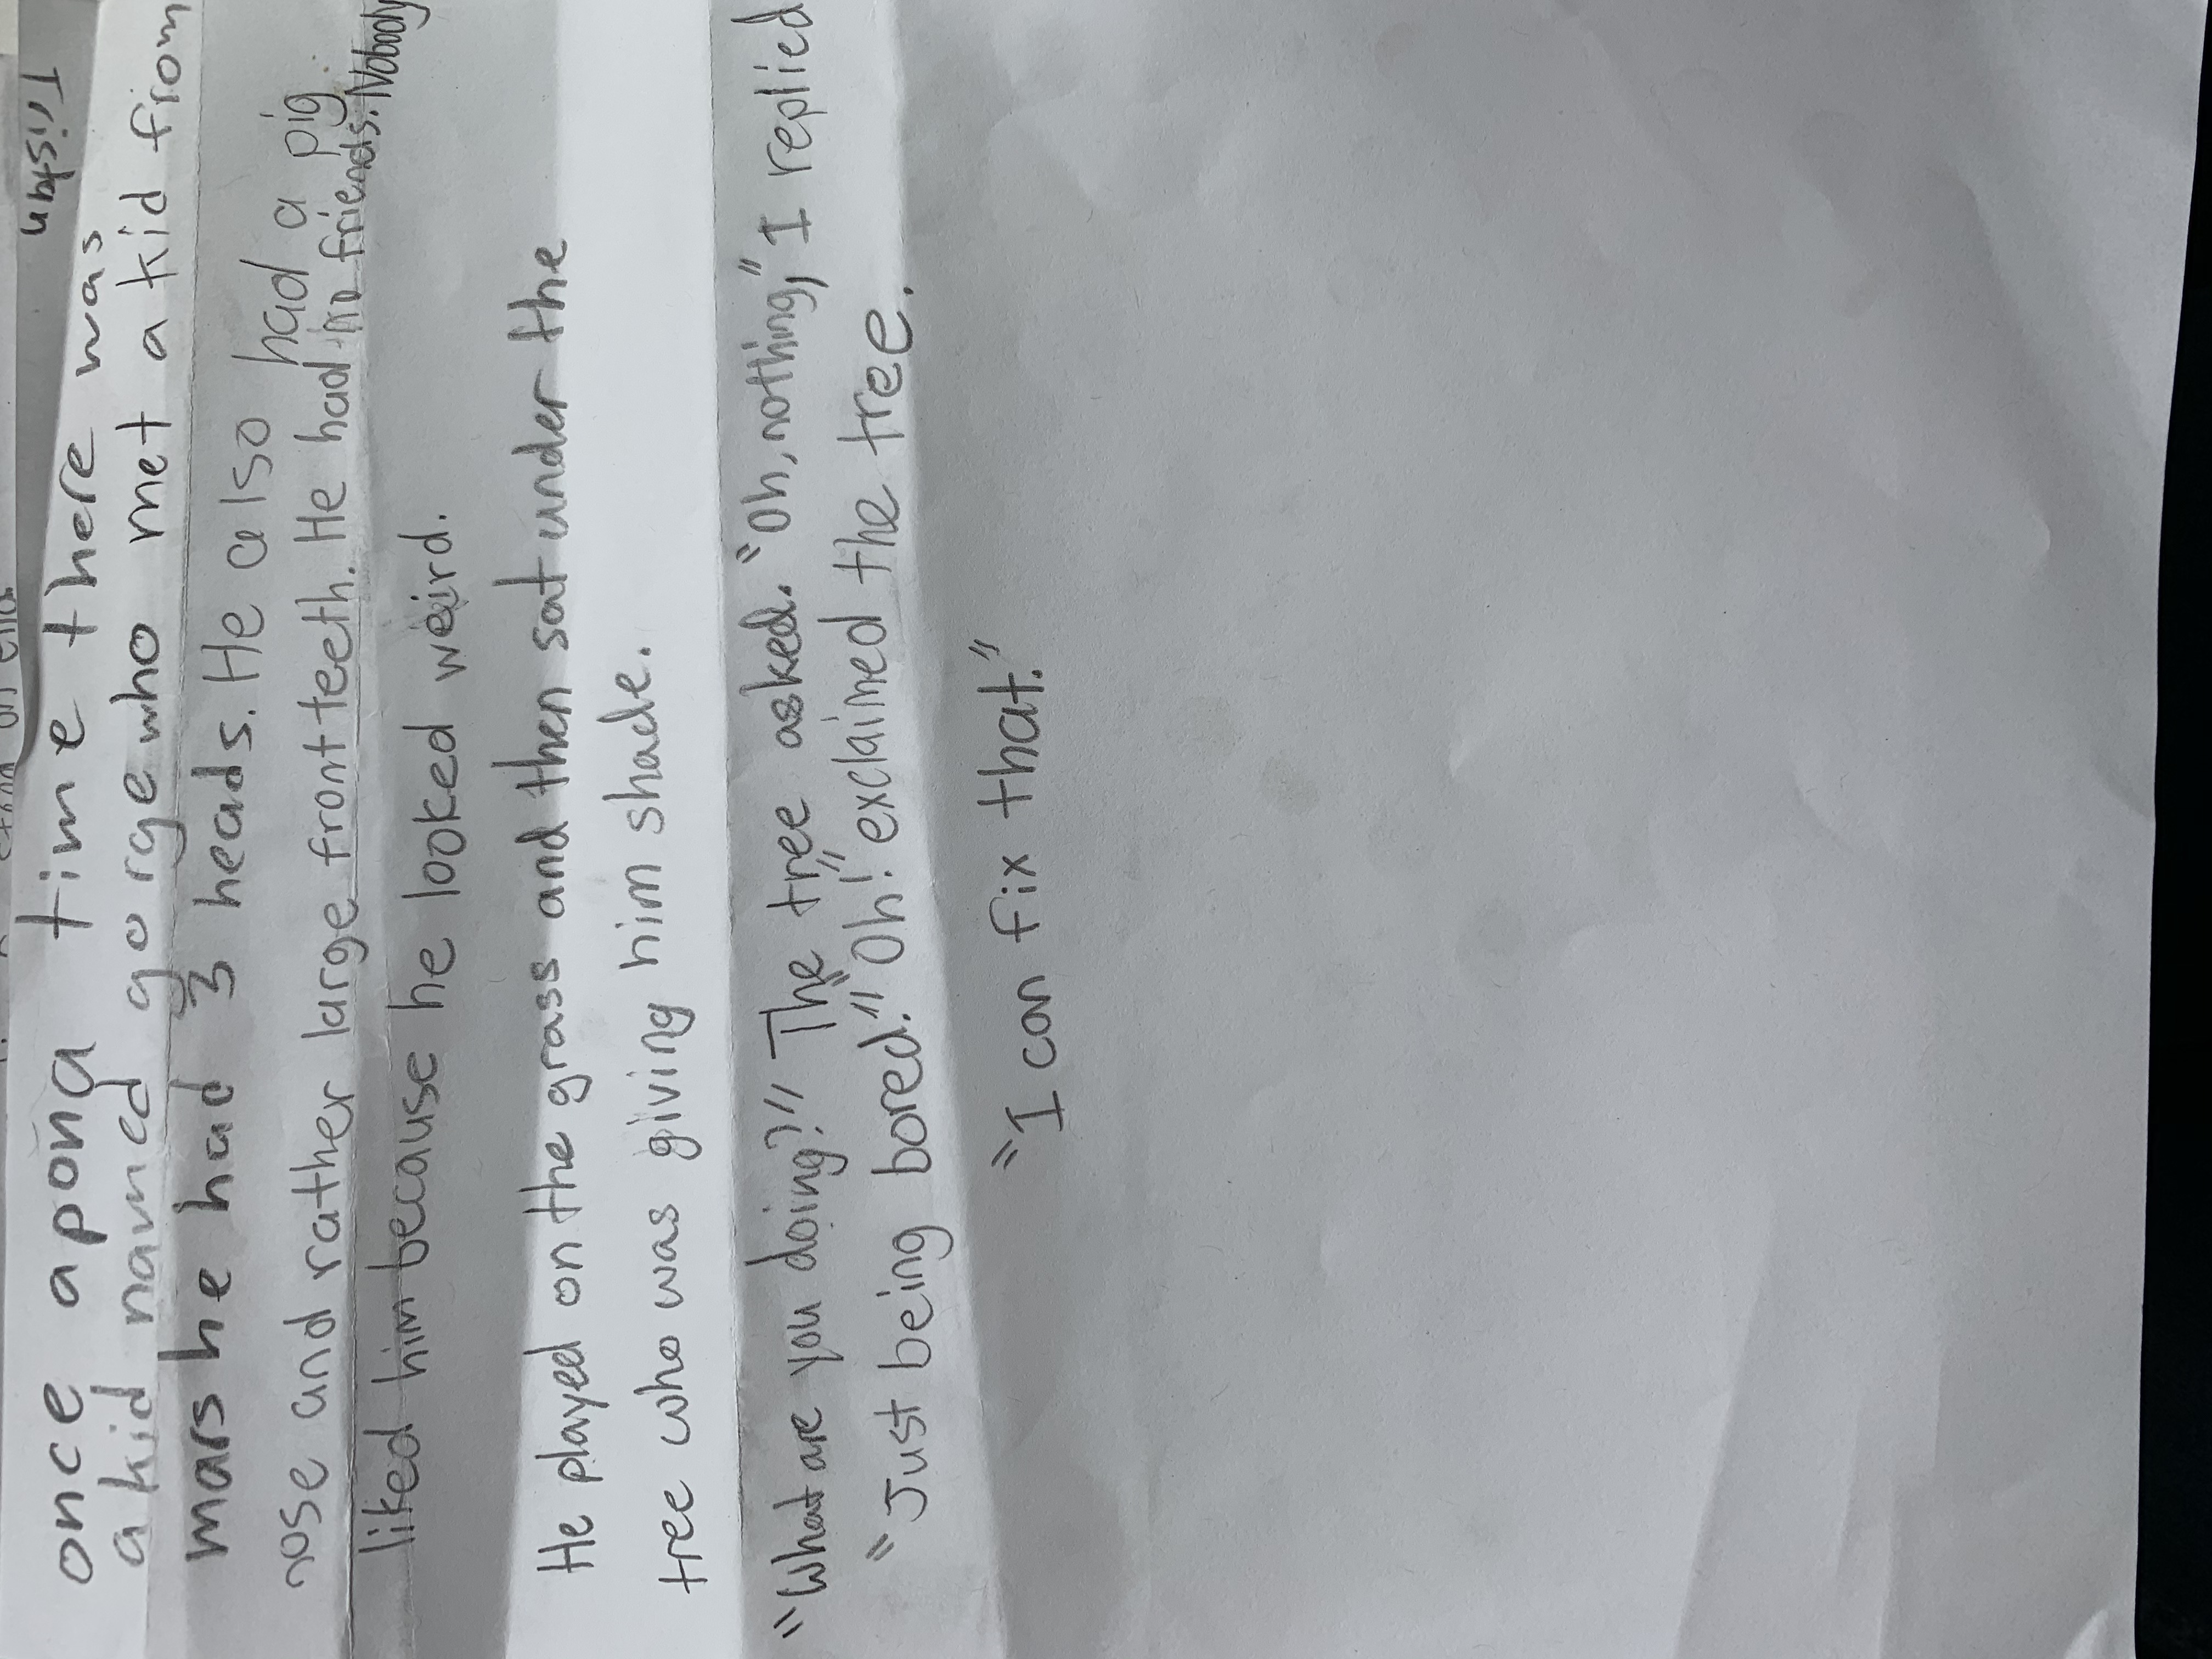 Tristan
once apona time there was
a kid named gorge who met a kid from
mars he had 3 heads. He also had a pig
nose and rather large front teeth. He had no friends. Nobody
liked him because he looked weird.
He played on the grass and then sat under the
tree who was giving him shade.
"What are you doing?" The tree asked. "Oh, nothing," I replied
"Just being bored." "Oh!" exclaimed the tree.
"I can fix that."